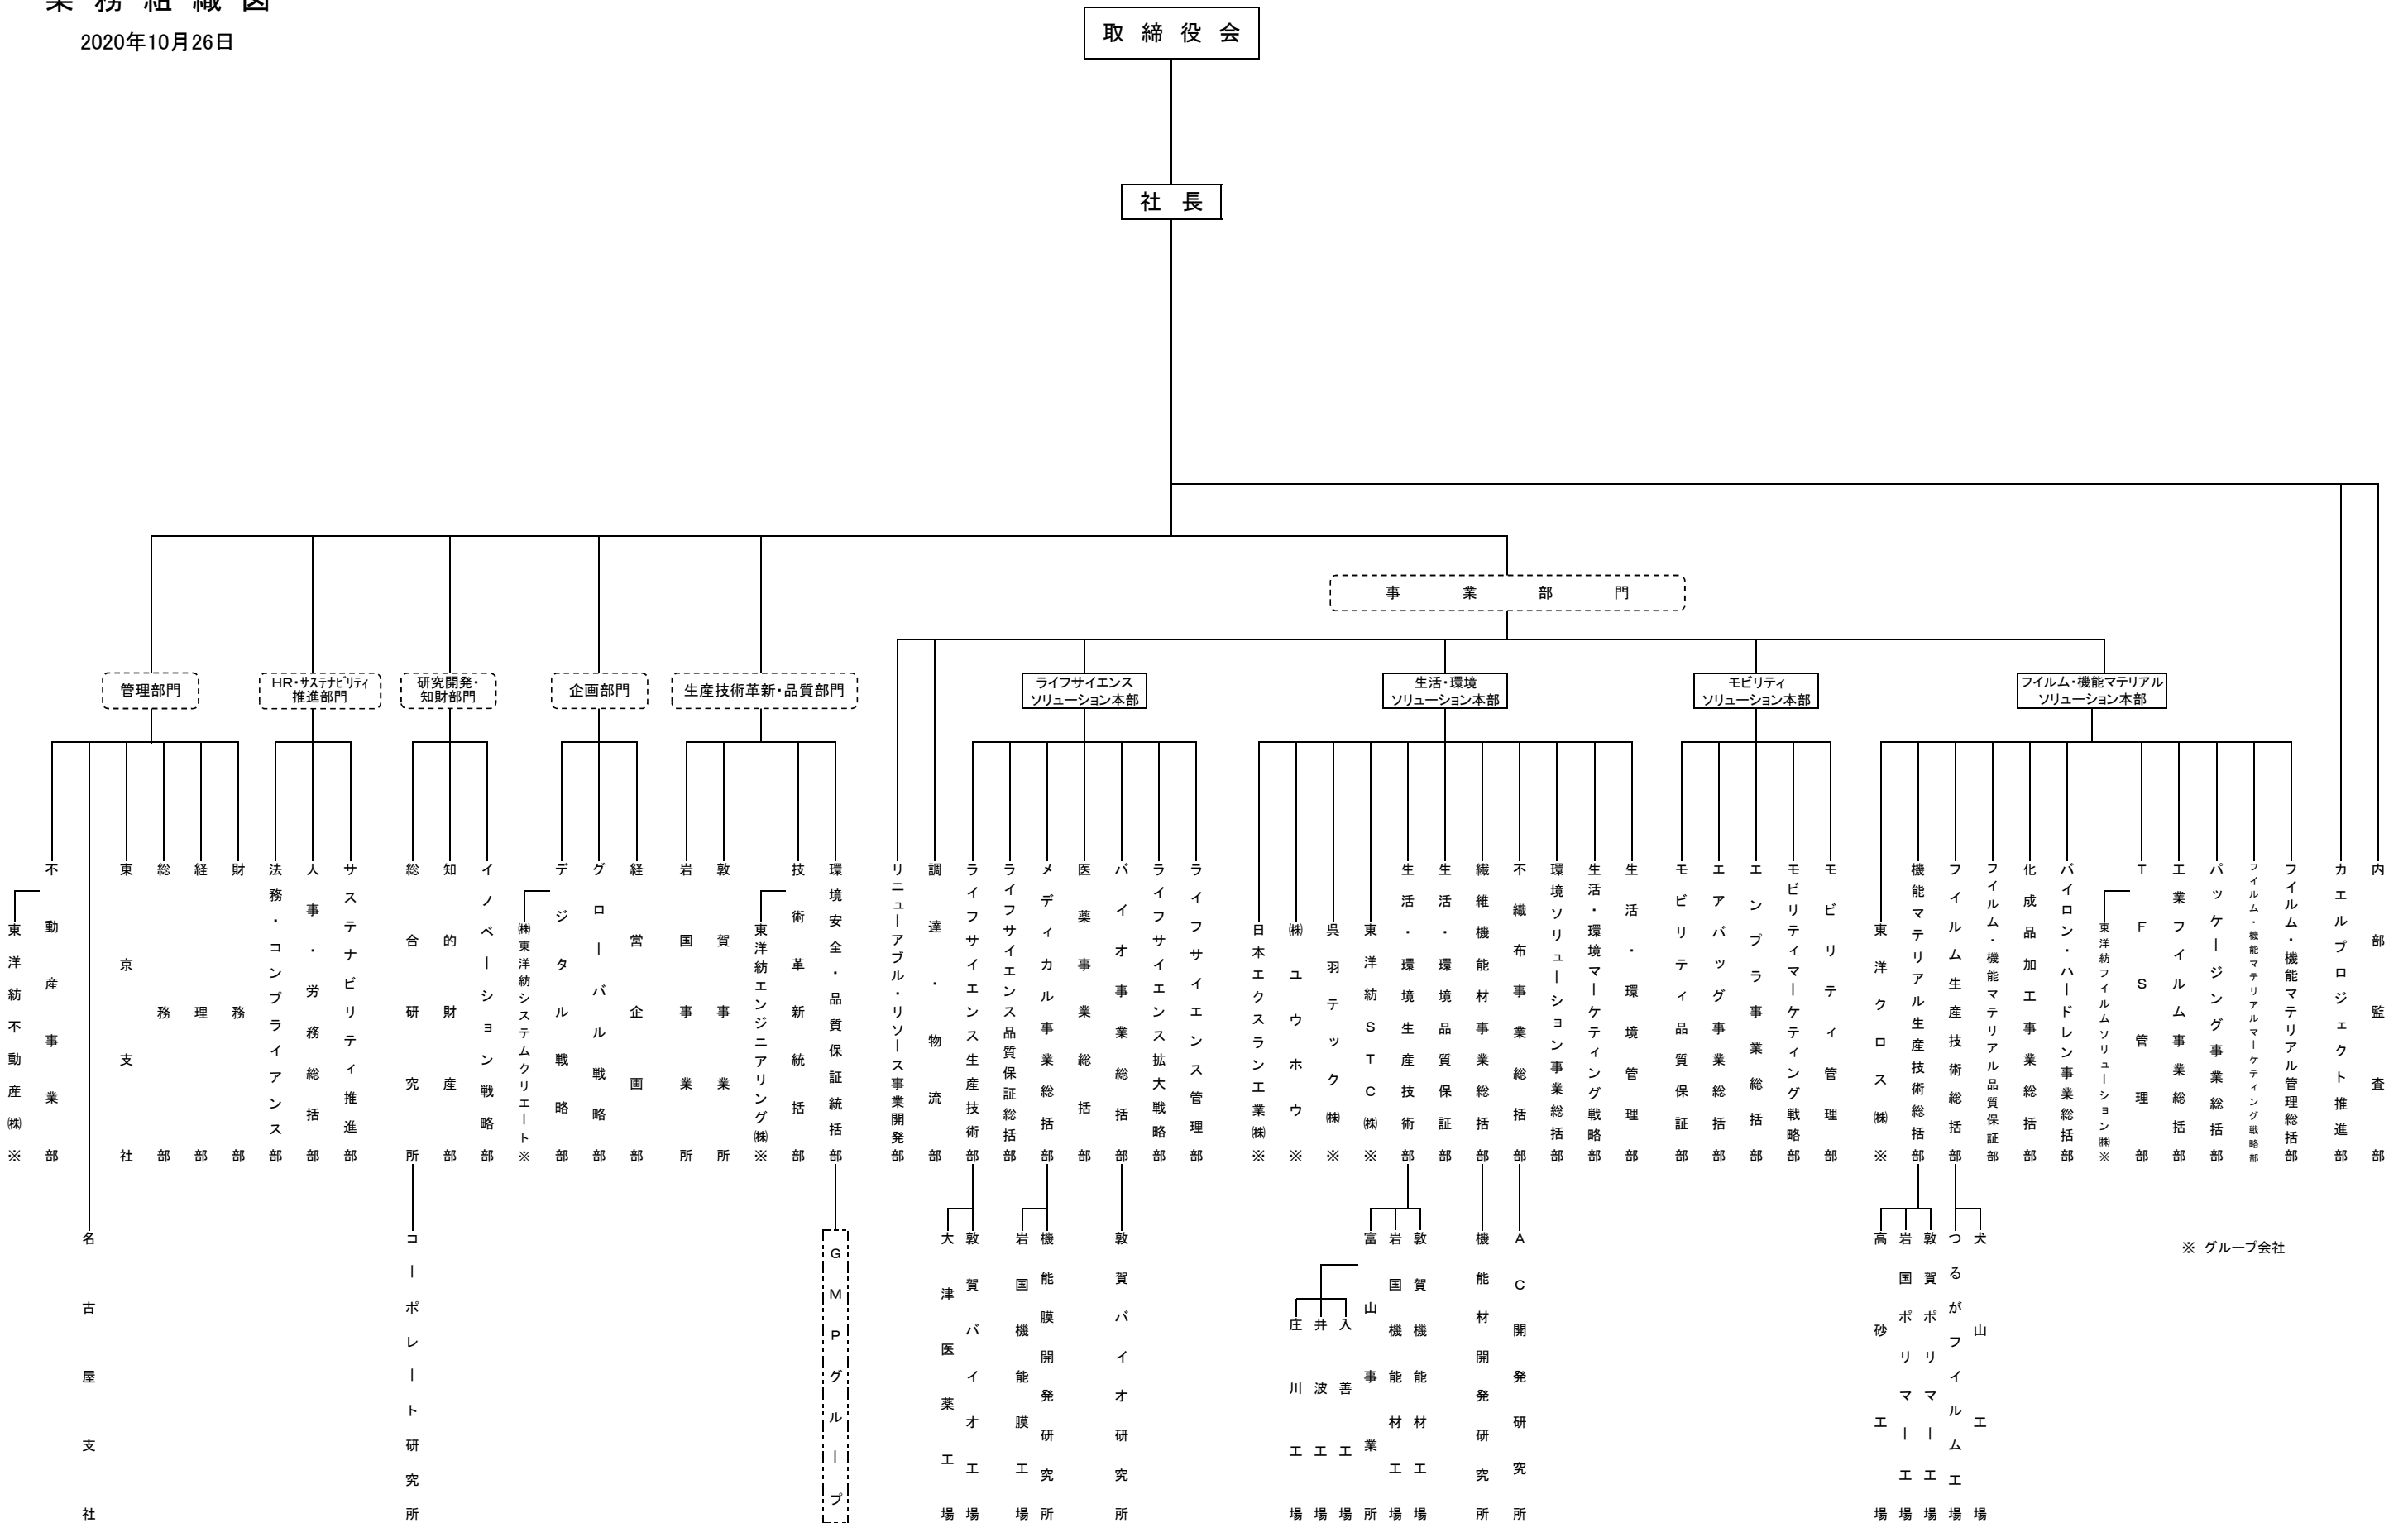 業務組織図
2020年10月26日
取締役会
社長
事業部門
管理部門
HR・サステナビリティ
推進部門
研究開発・
知財部門
企画部門
生産技術革新・品質部門
ライフサイエンス
ソリューション本部
生活・環境
ソリューション本部
モビリティ
ソリューション本部
フイルム・機能マテリアル
ソリューション本部
東洋紡不動産㈱※
不動産事業部
名古屋支社
東京支社
総務部
経理部
財務部
法務・コンプライアンス部
人事・労務総括部
サステナビリティ推進部
総合研究所
知的財産部
イノベーション戦略部
㈱東洋紡システムクリエート※
デジタル戦略部
グローバル戦略部
経営企画部
岩国事業所
敦賀事業所
東洋紡エンジニアリング㈱※
技術革新統括部
環境安全・品質保証統括部
リニューアブル・リソース事業開発部
調達・物流部
ライフサイエンス生産技術部
ライフサイエンス品質保証総括部
メディカル事業総括部
医薬事業総括部
バイオ事業総括部
ライフサイエンス拡大戦略部
ライフサイエンス管理部
日本エクスラン工業㈱※
㈱ユウホウ※
呉羽テック㈱※
東洋紡STC㈱※
生活・環境生産技術部
生活・環境品質保証部
繊維機能材事業総括部
不織布事業総括部
環境ソリューション事業総括部
生活・環境マーケティング戦略部
生活・環境管理部
モビリティ品質保証部
エアバッグ事業総括部
エンプラ事業総括部
モビリティマーケティング戦略部
モビリティ管理部
東洋クロス㈱※
機能マテリアル生産技術総括部
フイルム生産技術総括部
フイルム・機能マテリアル品質保証部
化成品加工事業総括部
バイロン・ハードレン事業総括部
東洋紡フイルムソリューション㈱※
TFS管理部
工業フイルム事業総括部
パッケージング事業総括部
フイルム・機能マテリアルマーケティング戦略部
フイルム・機能マテリアル管理総括部
カエルプロジェクト推進部
内部監査部
コーポレート研究所
GMPグループ
大津医薬工場
敦賀バイオ工場
岩国機能膜工場
機能膜開発研究所
敦賀バイオ研究所
庄川工場
井波工場
入善工場
富山事業所
岩国機能材工場
敦賀機能材工場
機能材開発研究所
AC開発研究所
高砂工場
岩国ポリマー工場
敦賀ポリマー工場
つるがフイルム工場
犬山工場
※ グループ会社